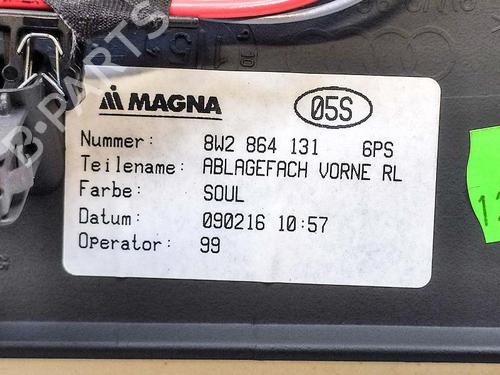 MAGNA 05S
Nummer: 8W2 864 131 6PS
Teilename: ABLAGEFACH VORNE RL
Farbe: SOUL
Datum: 090216 10:57
Operator: 99
B-PARTS